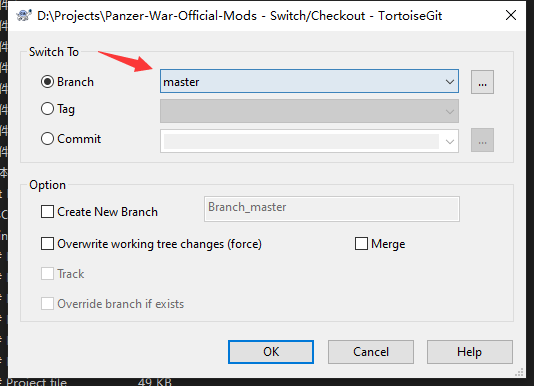 D:\Projects\Panzer-War-Official-Mods - Switch/Checkout - TortoiseGit
Switch To
Branch
master
...
Tag
Commit
...
Option
Create New Branch
Branch_master
Overwrite working tree changes (force)
Merge
Track
Override branch if exists
OK
Cancel
Help
Project file
49 KB